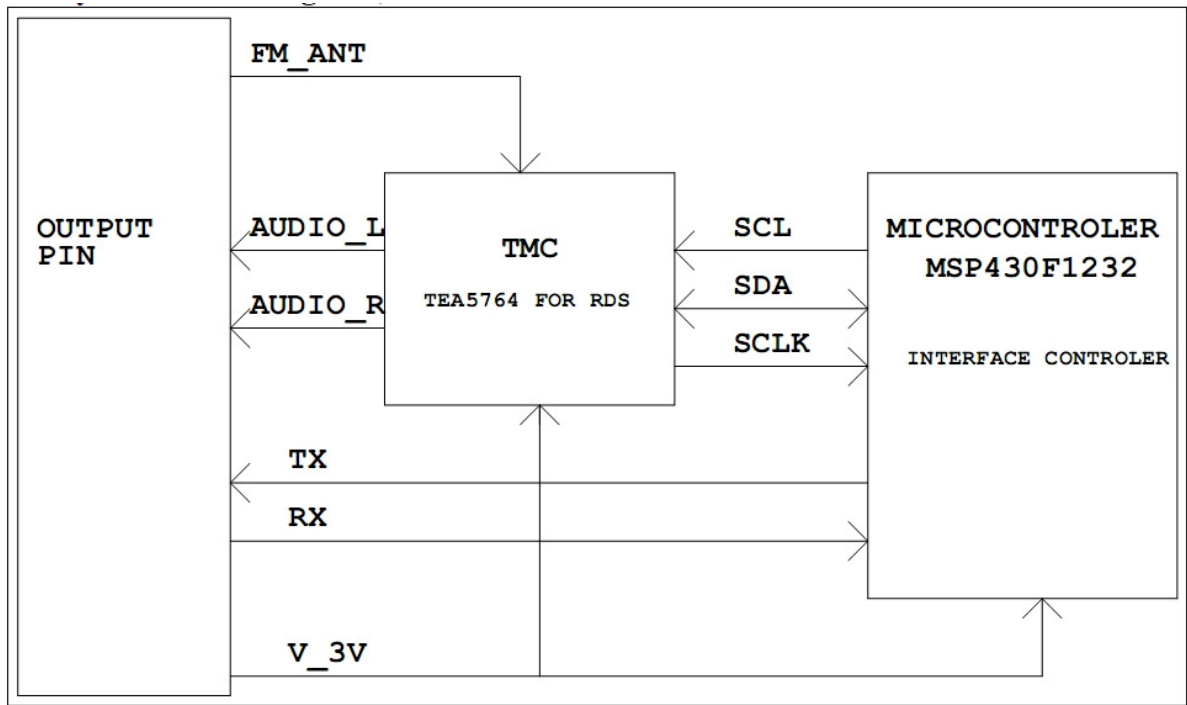 FM_ANT
OUTPUT
PIN
AUDIO_L
AUDIO_R
TMC
TEA5764 FOR RDS
SCL
SDA
SCLK
MICROCONTROLER
MSP430F1232
INTERFACE CONTROLER
TX
RX
V_3V